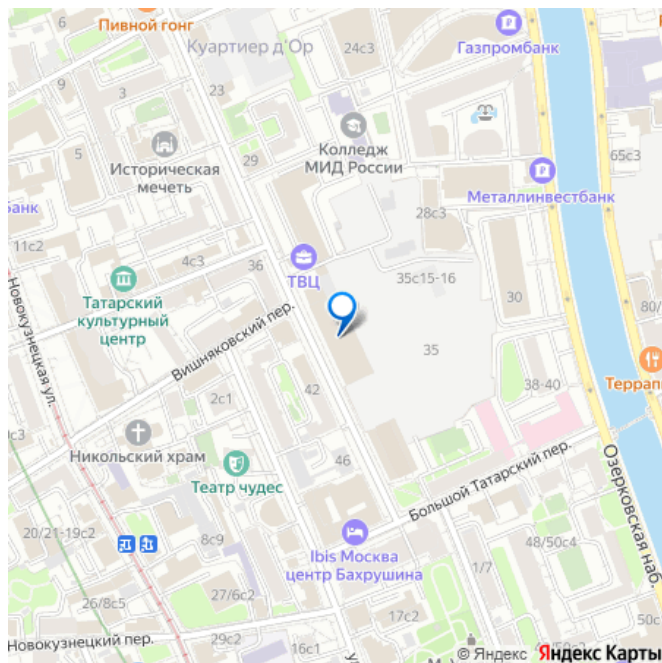 Пивной гонг
6
9
3
23
Куартиер д'Ор
24с3
Газпромбанк
5
Историческая
мечеть
29
Колледж
МИД России
65с3
Металлинвестбанк
28с3
Банк
11с2
4с3
36
ТВЦ
35с15-16
30
80/
Татарский
культурный
центр
Новокузнецкая ул.
Вишняковский пер.
35
Террап
2с1
42
38-40
Никольский храм
46
Театр чудес
Большой Татарский пер.
Озерковская наб.
20/21-19с2
8с9
Ibis Москва
центр Бахрушина
48/50с4
1/7
26/8с5
27/6с2
17с2
50с
Новокузнецкий пер.
29с2
© Яндекс Яндекс Карты